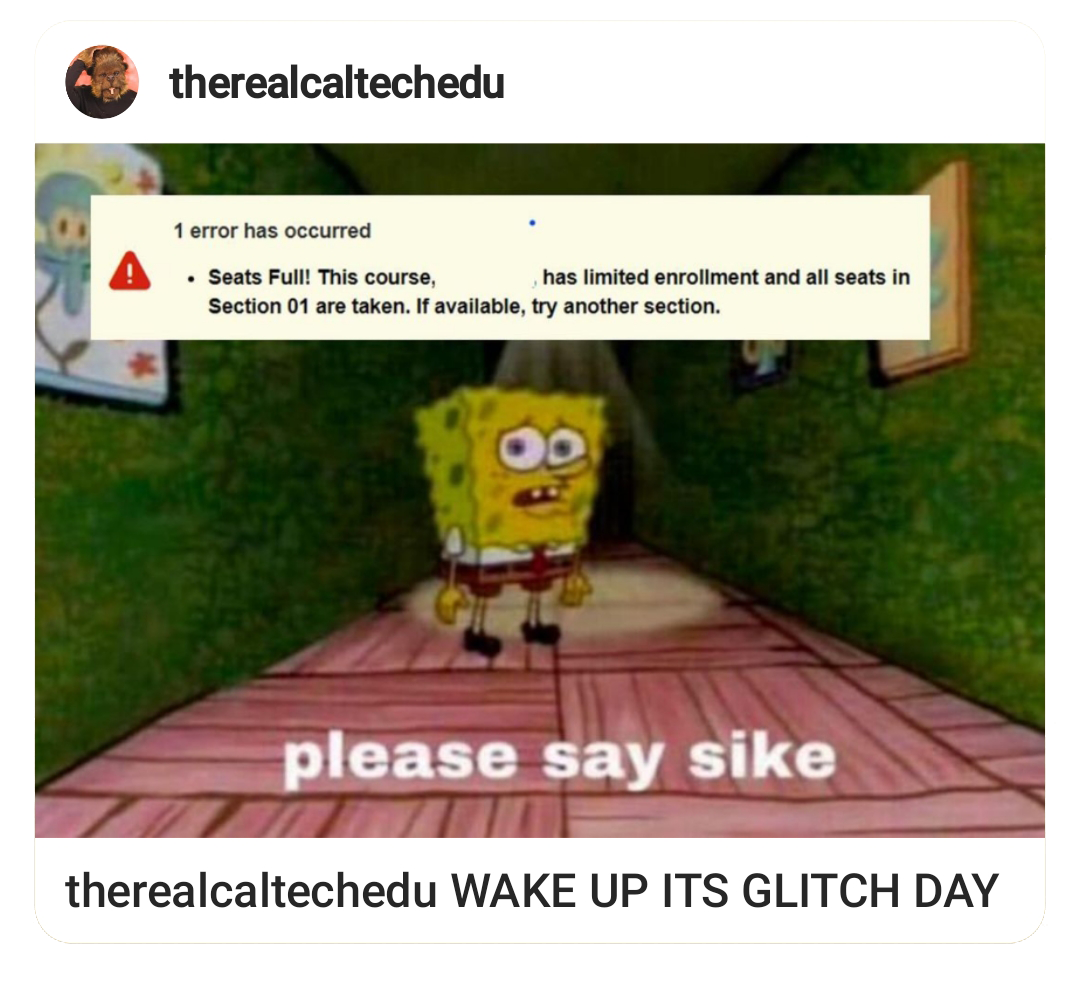 therealcaltechedu
1 error has occurred
• Seats Full! This course, , has limited enrollment and all seats in
Section 01 are taken. If available, try another section.
please say sike
therealcaltechedu WAKE UP ITS GLITCH DAY